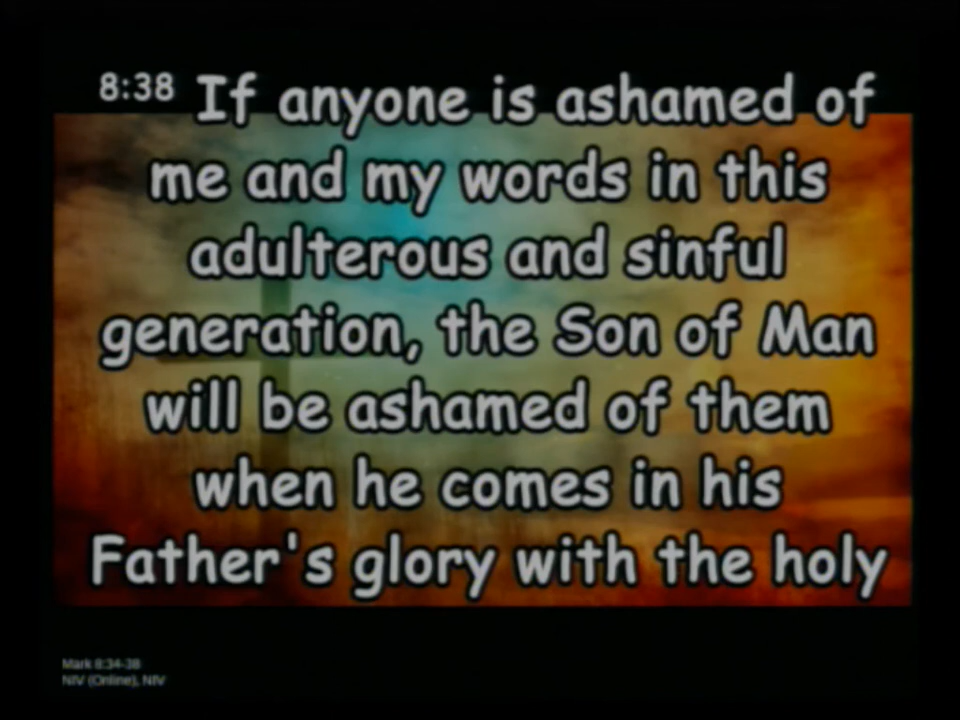 8:38 If anyone is ashamed of
me and my words in this
adulterous and sinful
generation, the Son of Man
will be ashamed of them
when he comes in his
Father's glory with the holy
Mark 8:34-38
NIV (Online), NIV